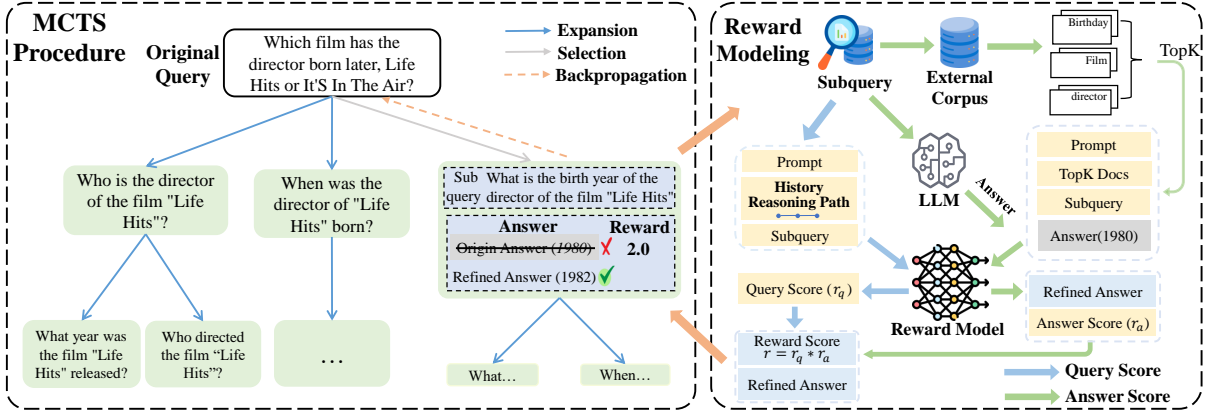 MCTS
Procedure
Original
Query
Which film has the
director born later, Life
Hits or It'S In The Air?
Expansion
Selection
Backpropagation
Who is the director
of the film "Life
Hits"?
When was the
director of "Life
Hits" born?
Sub
query
What is the birth year of the
director of the film "Life Hits"
Answer
Reward
Origin Answer (1980)
2.0
Refined Answer (1982)
What year was
the film "Life
Hits" released?
Who directed
the film “Life
Hits”?
...
What...
When...
Reward
Modeling
Subquery
External
Corpus
Birthday
Film
director
TopK
Prompt
History
Reasoning Path
Subquery
LLM
Answer
Prompt
TopK Docs
Subquery
Answer(1980)
Query Score (r_q)
Reward Model
Refined Answer
Answer Score (r_a)
Reward Score
r = r_q * r_a
Refined Answer
Query Score
Answer Score